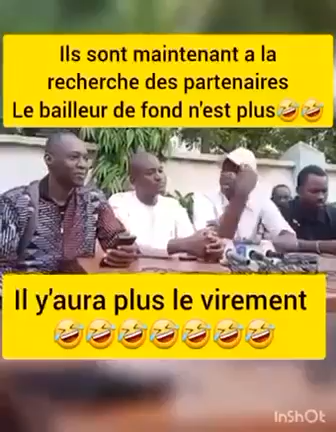 Ils sont maintenant a la
recherche des partenaires
Le bailleur de fond n'est plus🤣🤣
Il y'aura plus le virement
🤣🤣🤣🤣🤣🤣🤣
InShOt